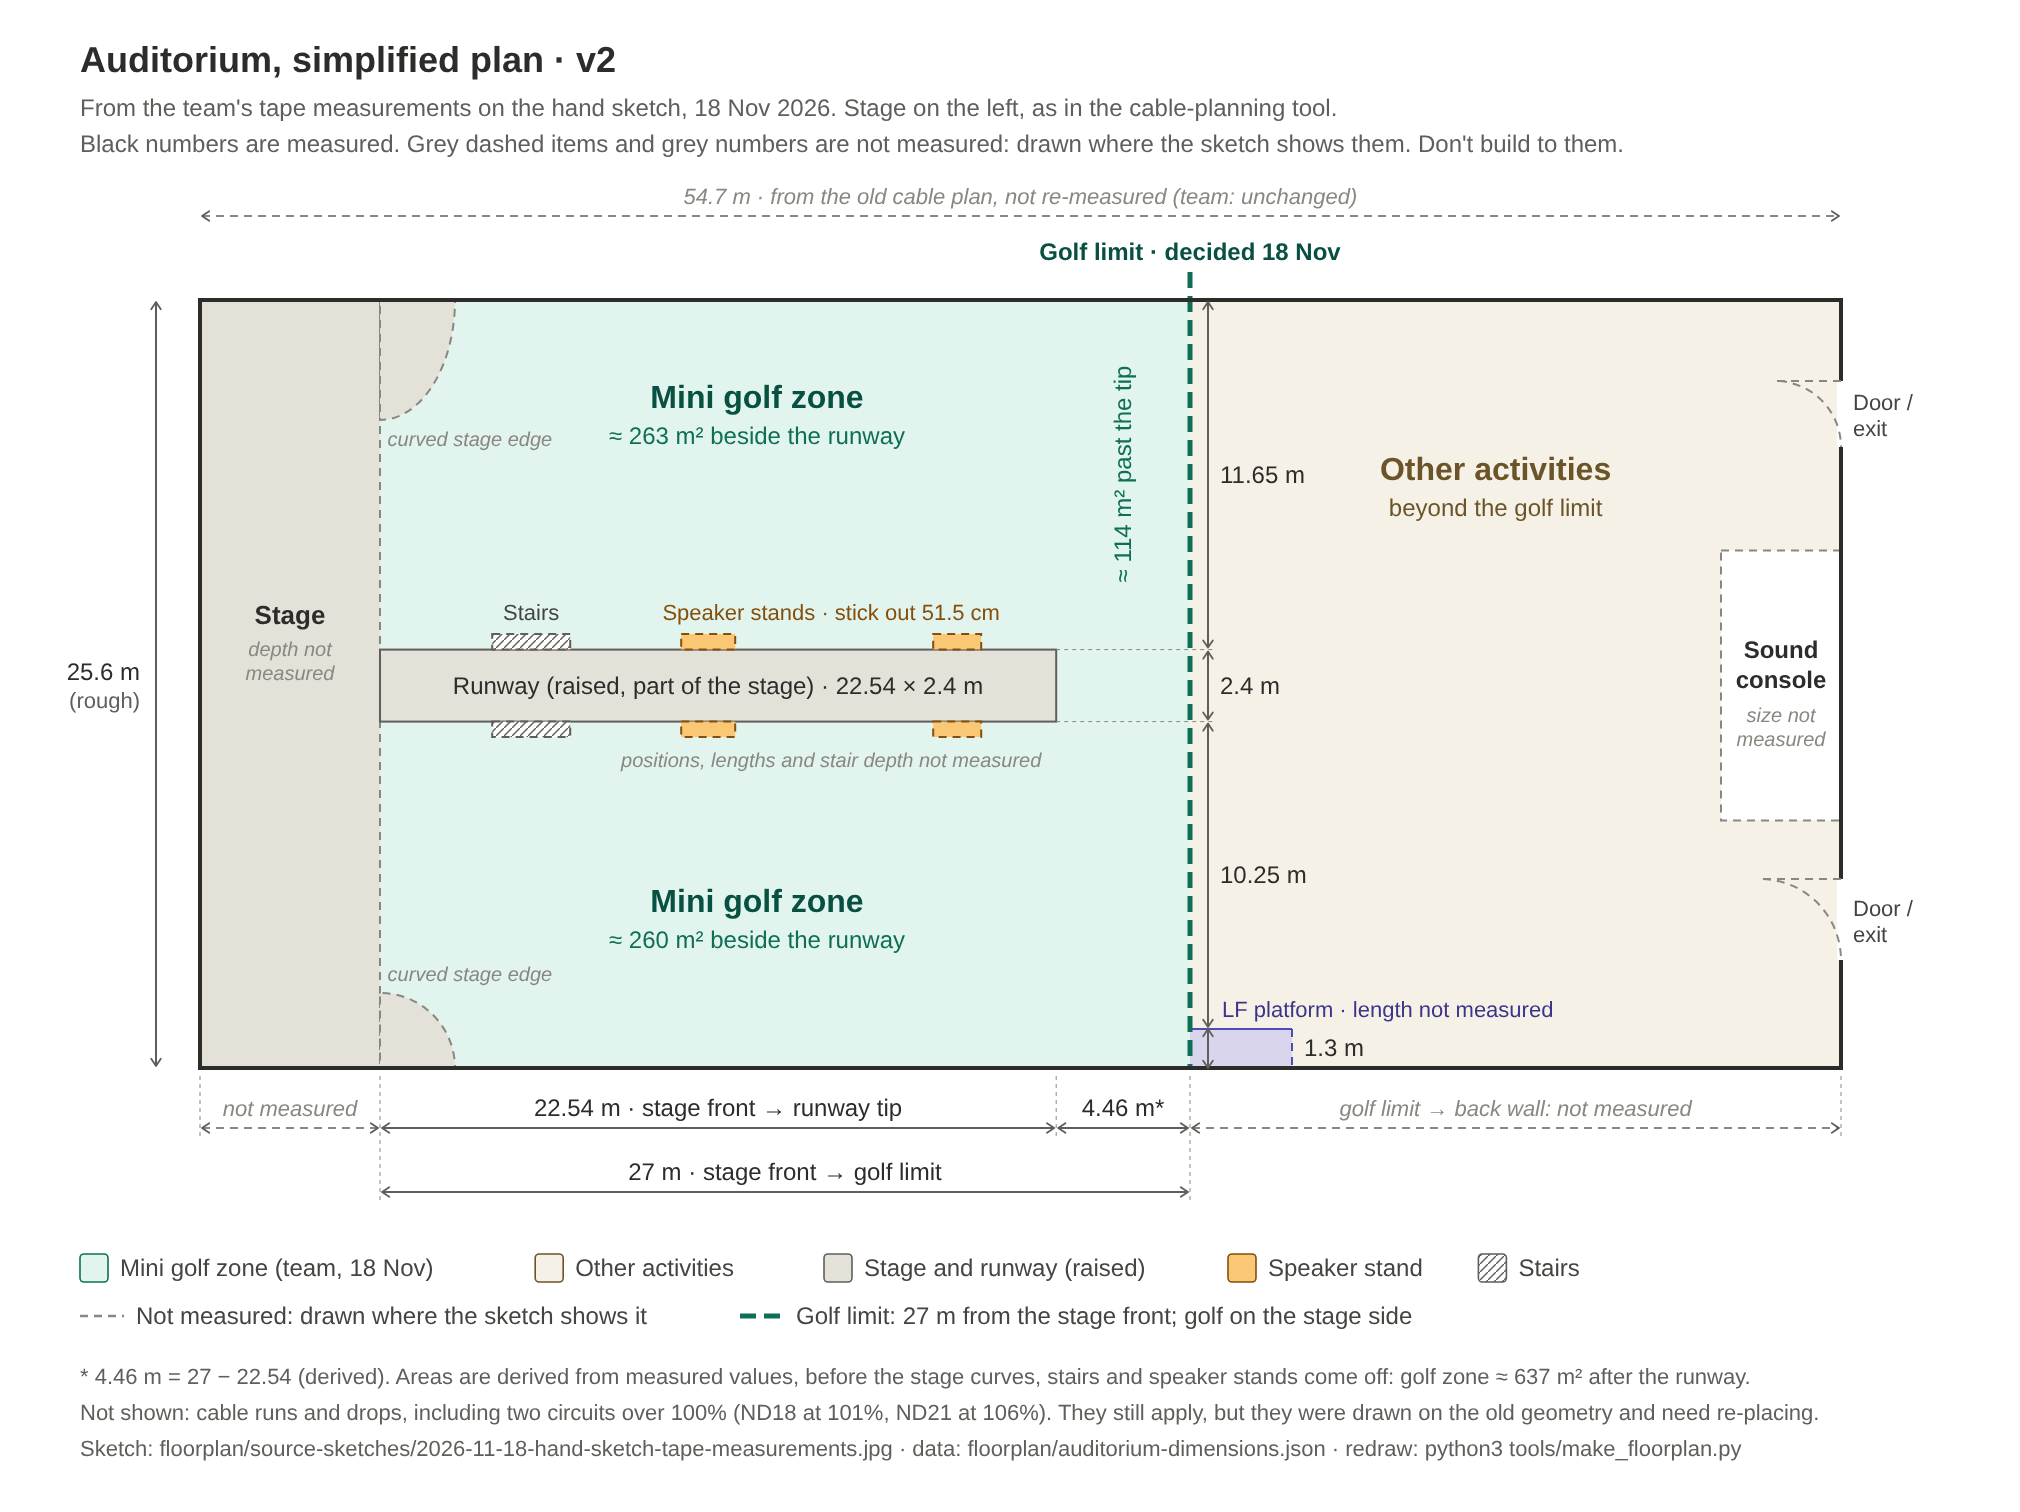 Auditorium, simplified plan · v2
From the team's tape measurements on the hand sketch, 18 Nov 2026. Stage on the left, as in the cable-planning tool.
Black numbers are measured. Grey dashed items and grey numbers are not measured: drawn where the sketch shows them. Don't build to them.
54.7 m · from the old cable plan, not re-measured (team: unchanged)
Golf limit · decided 18 Nov
Mini golf zone
≈ 263 m² beside the runway
curved stage edge
≈ 114 m² past the tip
11.65 m
Other activities
beyond the golf limit
Door /
exit
Stairs
Speaker stands · stick out 51.5 cm
Stage
depth not
measured
25.6 m
(rough)
Runway (raised, part of the stage) · 22.54 × 2.4 m
2.4 m
Sound
console
size not
measured
positions, lengths and stair depth not measured
10.25 m
Mini golf zone
≈ 260 m² beside the runway
curved stage edge
Door /
exit
LF platform · length not measured
1.3 m
not measured
22.54 m · stage front → runway tip
4.46 m*
golf limit → back wall: not measured
27 m · stage front → golf limit
Mini golf zone (team, 18 Nov)
Other activities
Stage and runway (raised)
Speaker stand
Stairs
Not measured: drawn where the sketch shows it
Golf limit: 27 m from the stage front; golf on the stage side
* 4.46 m = 27 − 22.54 (derived). Areas are derived from measured values, before the stage curves, stairs and speaker stands come off: golf zone ≈ 637 m² after the runway.
Not shown: cable runs and drops, including two circuits over 100% (ND18 at 101%, ND21 at 106%). They still apply, but they were drawn on the old geometry and need re-placing.
Sketch: floorplan/source-sketches/2026-11-18-hand-sketch-tape-measurements.jpg · data: floorplan/auditorium-dimensions.json · redraw: python3 tools/make_floorplan.py